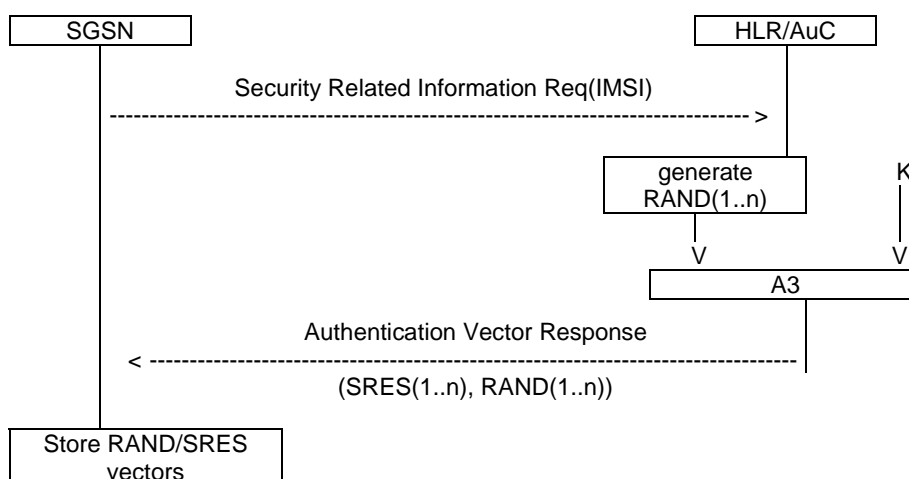 SGSN HLR/AuC
Security Related Information Req(IMSI)
--------------------------------------------------------------------------------- >
generate K
RAND(1..n)
V V
A3
Authentication Vector Response
< ----------------------------------------------------------------------------------
(SRES(1..n), RAND(1..n))
Store RAND/SRES
vectors